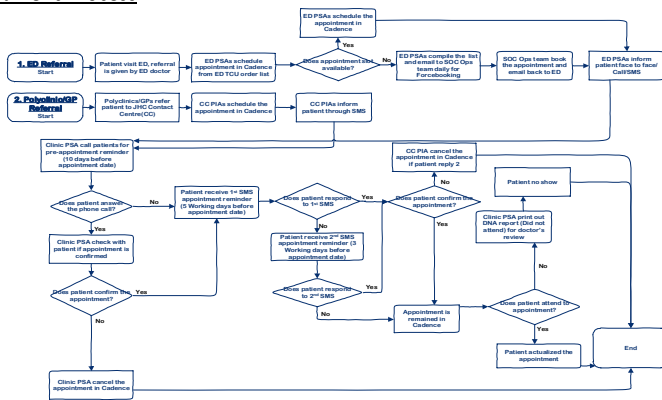 ED PSAs schedule the
appointment in
Cadence
Yes
1. ED Referral
Start
Patient visit ED, referral
is given by ED doctor
ED PSAs schedule
appointment in Cadence
from ED TCU order list
Does appointment slot
available?
No
ED PSAs compile the list
and email to SOC Ops
team daily for
Forcebooking
SOC Ops team book
the appointment and
email back to ED
ED PSAs inform
patient face to face/
Call/SMS
2. Polyclinic/GP
Referral
Start
Polyclinics/GPs refer
patient to JHC Contact
Centre(CC)
CC PIAs schedule the
appointment in Cadence
CC PIAs inform
patient through SMS
Clinic PSA call patients for
pre-appointment reminder
(10 days before
appointment date)
CC PIA cancel the
appointment in Cadence
if patient reply 2
Patient no show
No
Does patient answer
the phone call?
No
Patient receive 1st SMS
appointment reminder
(5 Working days before
appointment date)
Does patient respond
to 1st SMS
Yes
Does patient confirm the
appointment?
Clinic PSA print out
DNA report (Did not
attend) for doctor's
review
Yes
No
Yes
Clinic PSA check with
patient if appointment is
confirmed
Patient receive 2nd SMS
appointment reminder (3
Working days before
appointment date)
No
Does patient confirm the
appointment?
Yes
Does patient respond
to 2nd SMS
Yes
No
Appointment is
remained in
Cadence
Does patient attend to
appointment?
No
Yes
Patient actualized the
appointment
End
Clinic PSA cancel the
appointment in Cadence